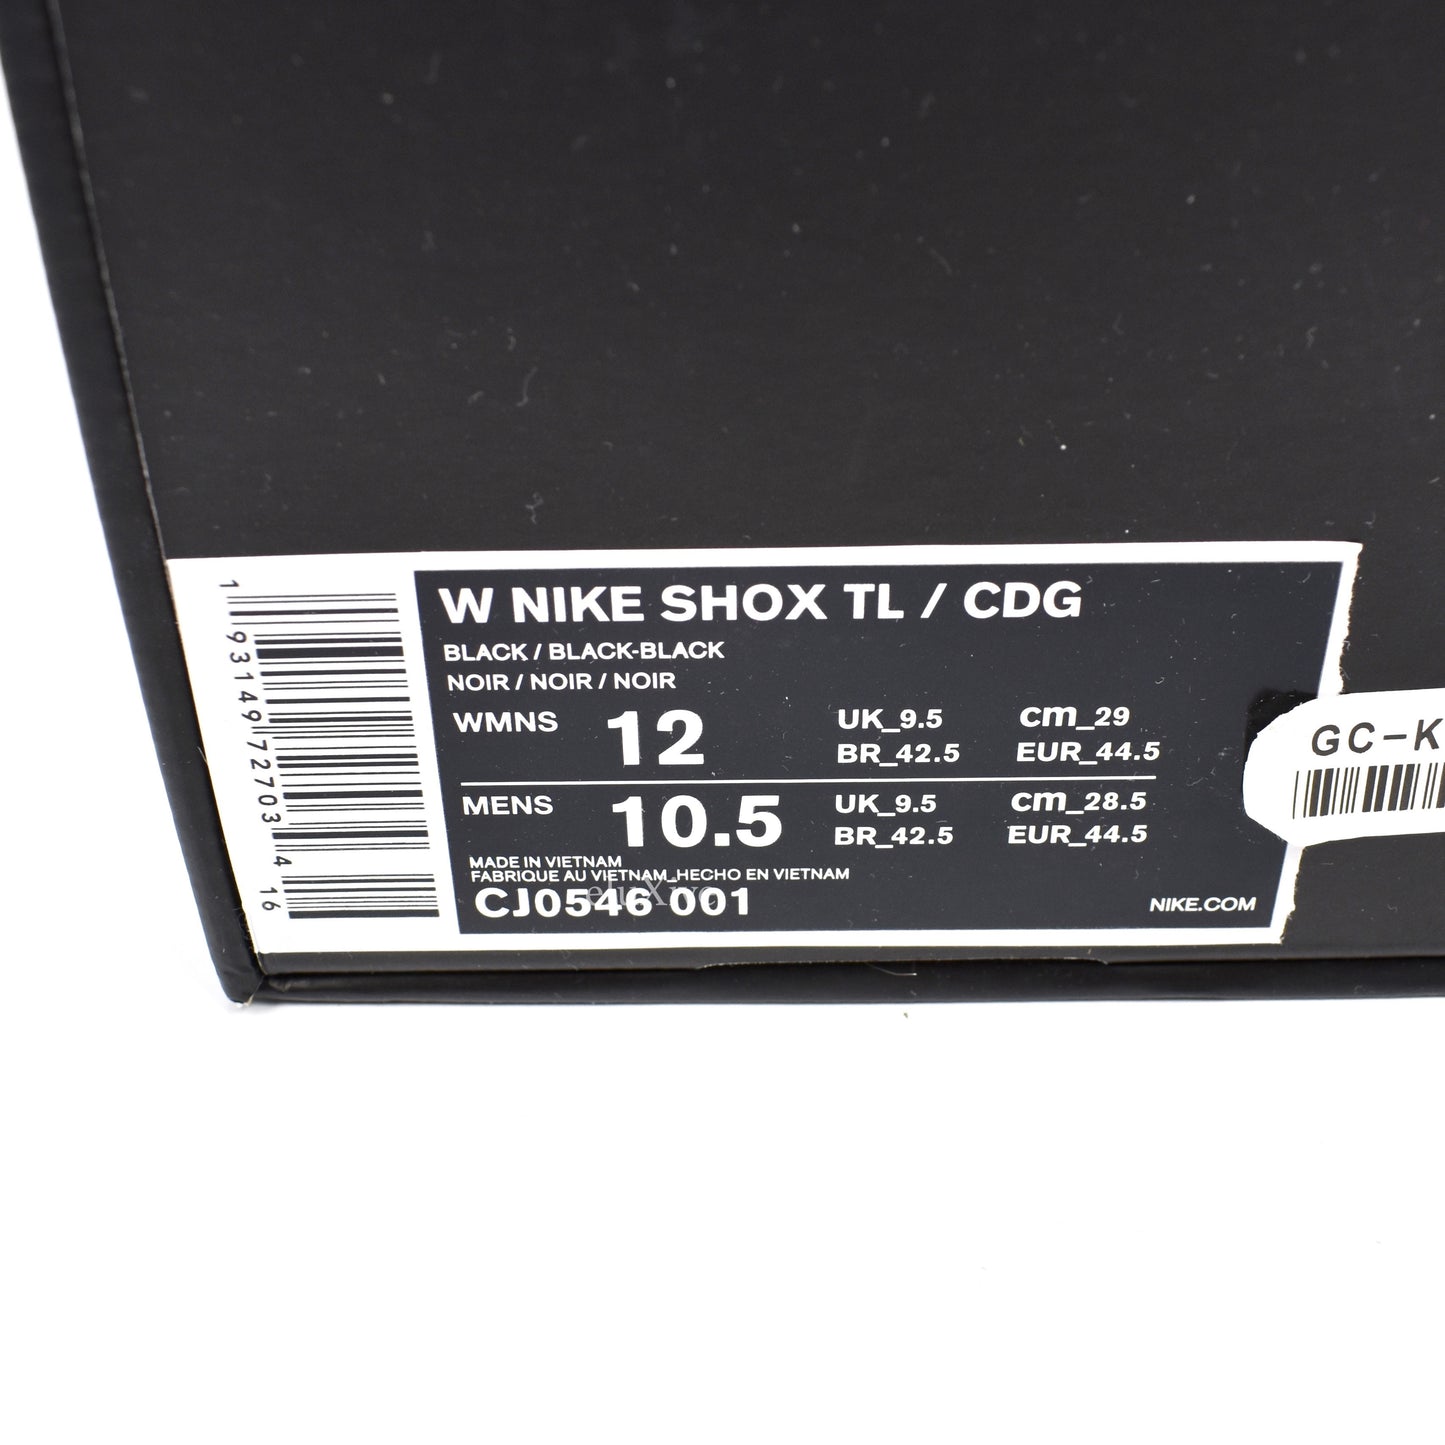 W NIKE SHOX TL / CDG
BLACK / BLACK-BLACK
NOIR / NOIR / NOIR
WMNS 12 UK_9.5 cm_29
BR_42.5 EUR_44.5
MENS 10.5 UK_9.5 cm_28.5
BR_42.5 EUR_44.5
MADE IN VIETNAM
FABRIQUE AU VIETNAM_HECHO EN VIETNAM
eluXive
CJ0546 001
NIKE.COM
1 93149 72703 4 16
GC-K